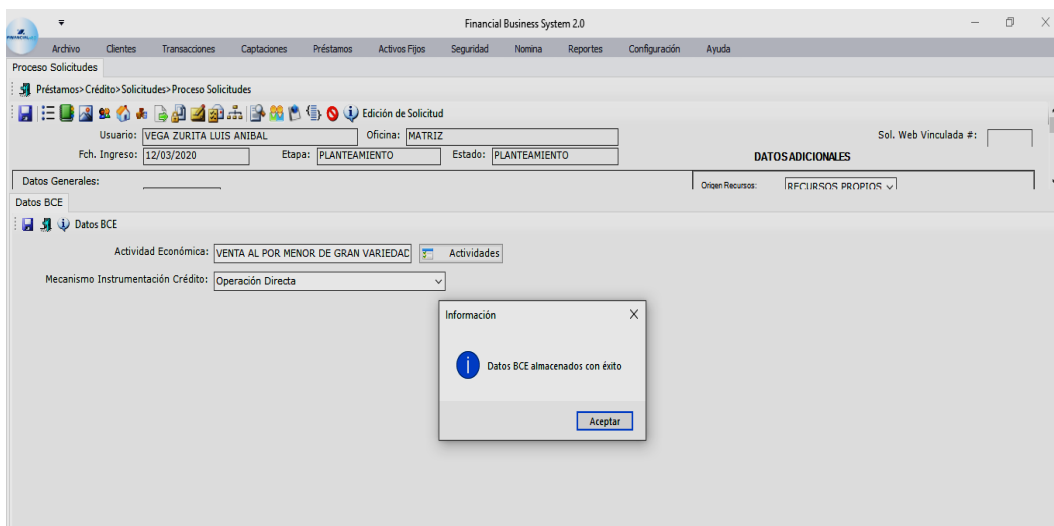 Financial Business System 2.0
Archivo Clientes Transacciones Captaciones Préstamos Activos Fijos Seguridad Nomina Reportes Configuración Ayuda
Proceso Solicitudes
Préstamos>Crédito>Solicitudes>Proceso Solicitudes
Edición de Solicitud
Usuario: VEGA ZURITA LUIS ANIBAL Oficina: MATRIZ Sol. Web Vinculada #:
Fch. Ingreso: 12/03/2020 Etapa: PLANTEAMIENTO Estado: PLANTEAMIENTO DATOS ADICIONALES
Datos Generales: Origen Recursos: RECURSOS PROPIOS
Datos BCE
Datos BCE
Actividad Económica: VENTA AL POR MENOR DE GRAN VARIEDAD Actividades
Mecanismo Instrumentación Crédito: Operación Directa
Información
Datos BCE almacenados con éxito
Aceptar